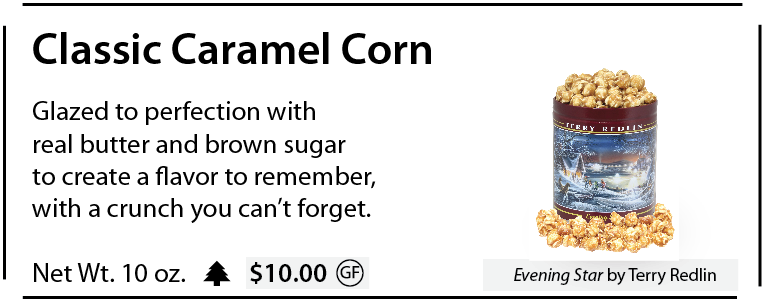 Classic Caramel Corn
Glazed to perfection with
real butter and brown sugar
to create a flavor to remember,
with a crunch you can't forget.
Net Wt. 10 oz. $10.00 GF
TERRY REDLIN
Evening Star by Terry Redlin